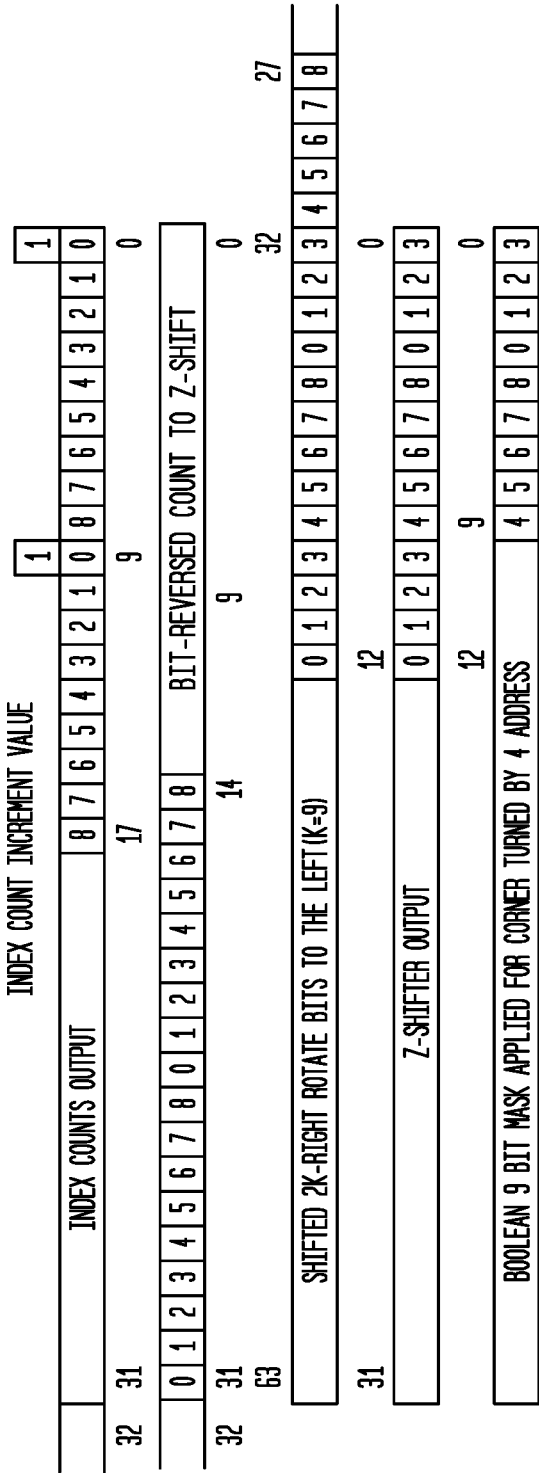 INDEX COUNT INCREMENT VALUE
1 1
INDEX COUNTS OUTPUT 8 7 6 5 4 3 2 1 0 8 7 6 5 4 3 2 1 0
32 31 17 9 0
0 1 2 3 4 5 6 7 8 0 1 2 3 4 5 6 7 8 BIT-REVERSED COUNT TO Z-SHIFT
32 31 14 9 0
63 32 27
SHIFTED 2K-RIGHT ROTATE BITS TO THE LEFT(K=9) 0 1 2 3 4 5 6 7 8 0 1 2 3 4 5 6 7 8
31 12 0
Z-SHIFTER OUTPUT 0 1 2 3 4 5 6 7 8 0 1 2 3
12 9 0
BOOLEAN 9 BIT MASK APPLIED FOR CORNER TURNED BY 4 ADDRESS 4 5 6 7 8 0 1 2 3